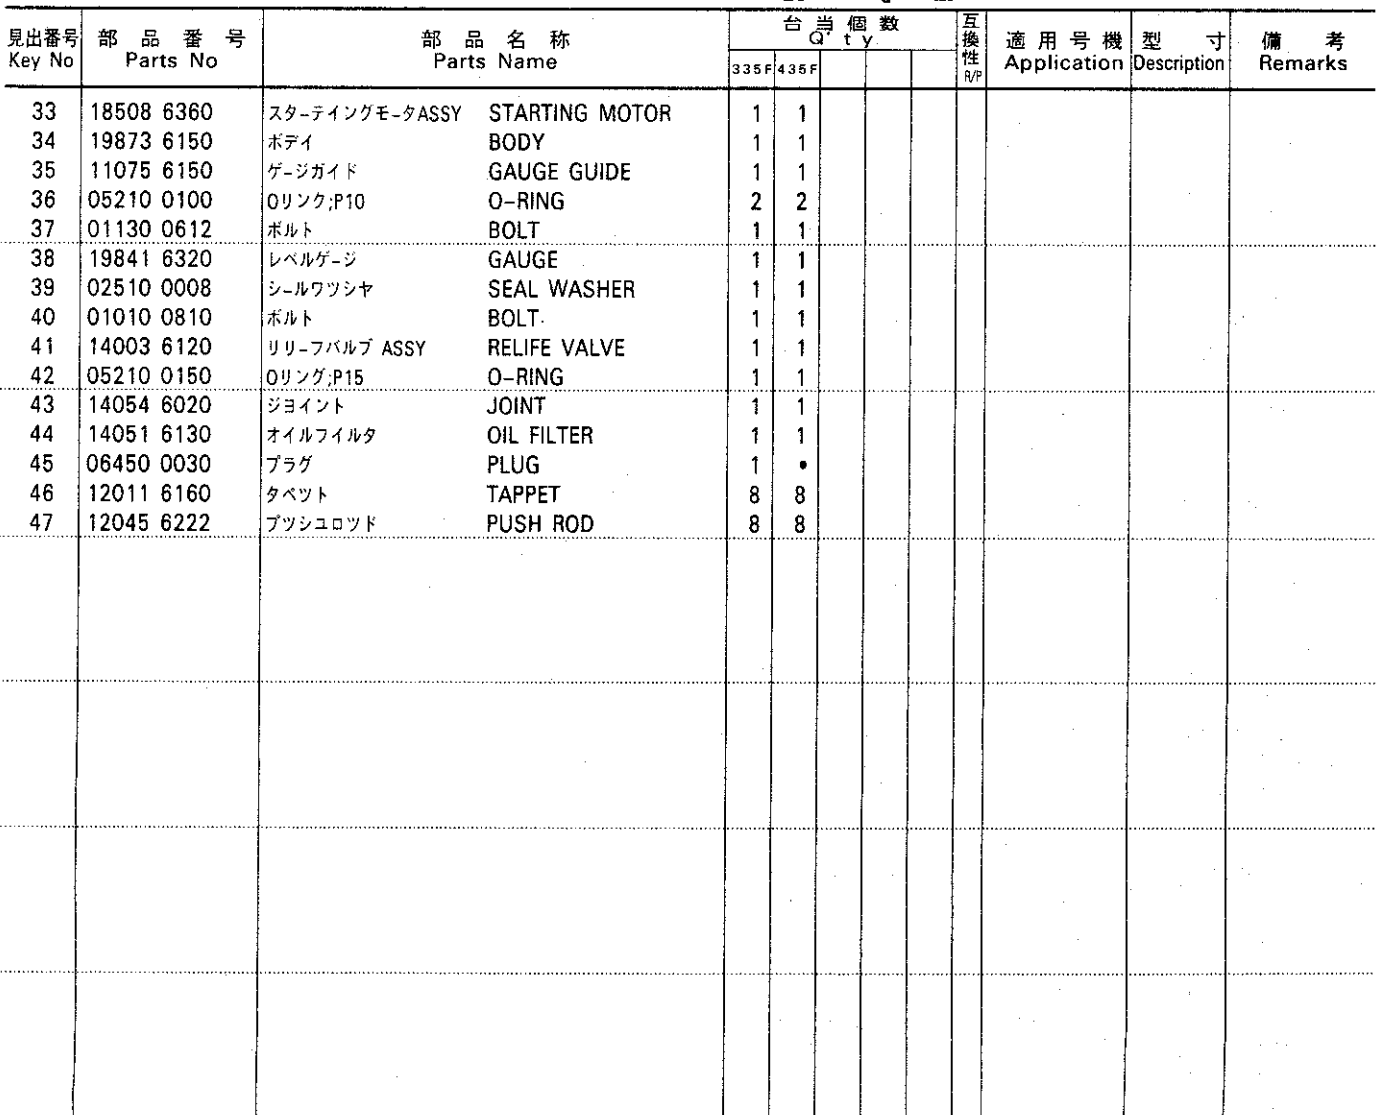 見出番号 部品番号 部品名称 台当個数 互換性 適用号機 型寸 備考
Key No Parts No Parts Name Q'ty R/P Application Description Remarks
335F 435F
33 18508 6360 スターテイングモータASSY STARTING MOTOR 1 1
34 19873 6150 ボデイ BODY 1 1
35 11075 6150 ゲージガイド GAUGE GUIDE 1 1
36 05210 0100 Oリンク;P10 O-RING 2 2
37 01130 0612 ボルト BOLT 1 1
38 19841 6320 レベルゲージ GAUGE 1 1
39 02510 0008 シールワツシヤ SEAL WASHER 1 1
40 01010 0810 ボルト BOLT 1 1
41 14003 6120 リリーフバルブ ASSY RELIFE VALVE 1 1
42 05210 0150 Oリング;P15 O-RING 1 1
43 14054 6020 ジヨイント JOINT 1 1
44 14051 6130 オイルフイルタ OIL FILTER 1 1
45 06450 0030 プラグ PLUG 1 •
46 12011 6160 タペツト TAPPET 8 8
47 12045 6222 プツシユロツド PUSH ROD 8 8